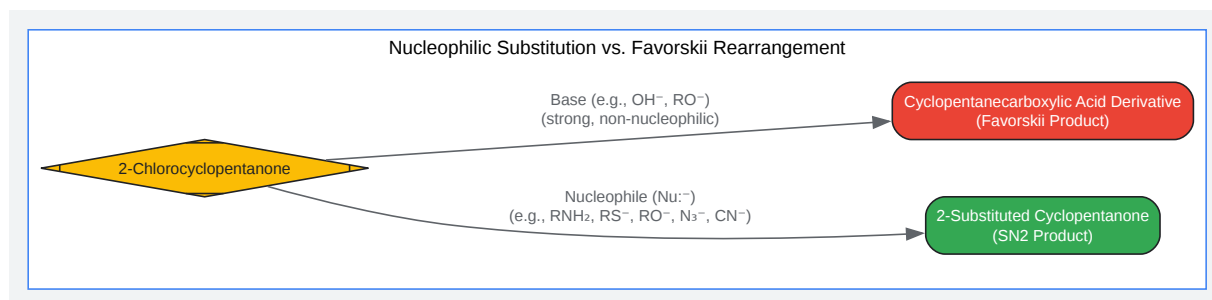 Nucleophilic Substitution vs. Favorskii Rearrangement
Base (e.g., OH⁻, RO⁻)
(strong, non-nucleophilic)
Cyclopentanecarboxylic Acid Derivative
(Favorskii Product)
2-Chlorocyclopentanone
Nucleophile (Nu:⁻)
(e.g., RNH₂, RS⁻, RO⁻, N₃⁻, CN⁻)
2-Substituted Cyclopentanone
(SN2 Product)